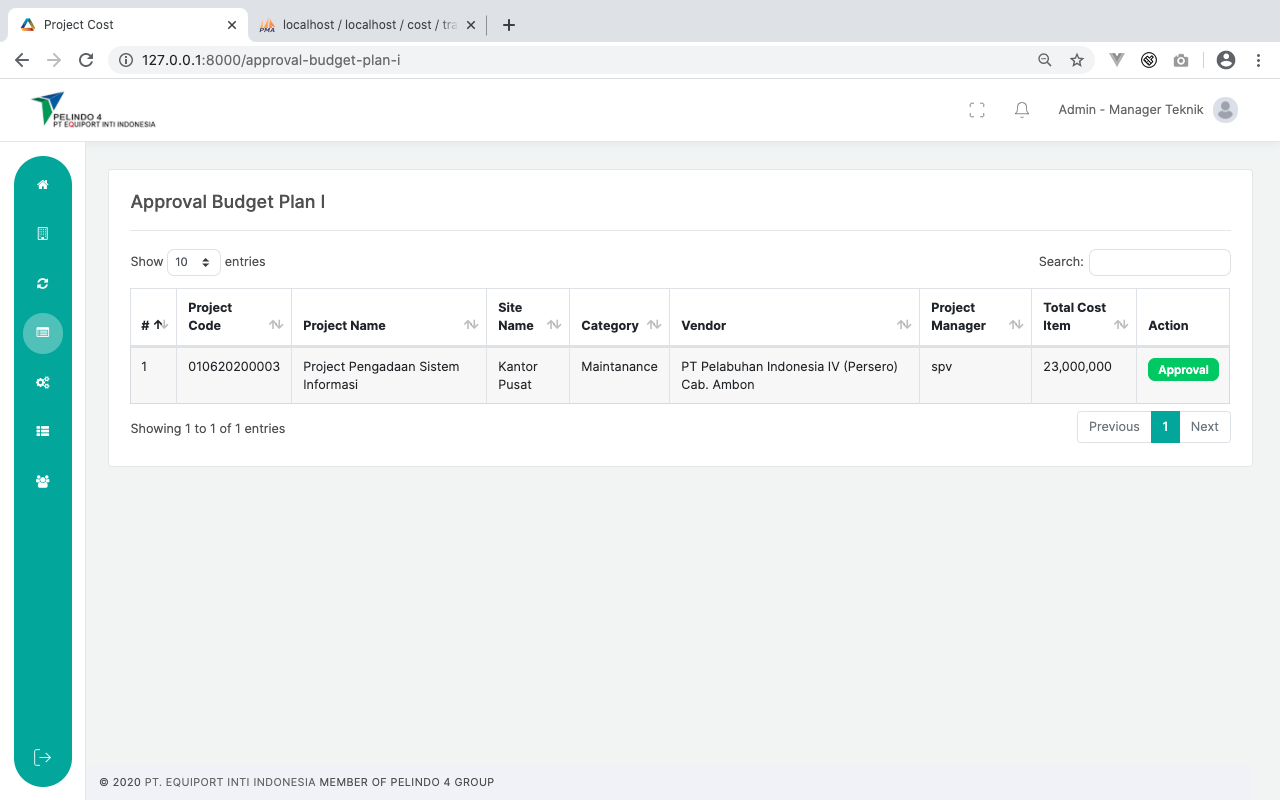 Project Cost
localhost / localhost / cost / tra
PMA
127.0.0.1:8000/approval-budget-plan-i
PELINDO 4
PT EQUIPORT INTI INDONESIA
Admin - Manager Teknik
Approval Budget Plan I
Show 10 entries
Search:
# Project Code Project Name Site Name Category Vendor Project Manager Total Cost Item Action
1 010620200003 Project Pengadaan Sistem Informasi Kantor Pusat Maintanance PT Pelabuhan Indonesia IV (Persero) Cab. Ambon spv 23,000,000 Approval
Showing 1 to 1 of 1 entries
Previous 1 Next
© 2020 PT. EQUIPORT INTI INDONESIA MEMBER OF PELINDO 4 GROUP